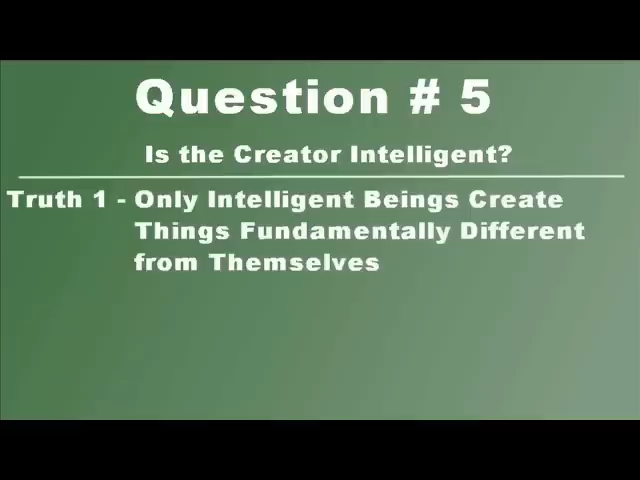 Question # 5
Is the Creator Intelligent?
Truth 1 - Only Intelligent Beings Create
Things Fundamentally Different
from Themselves